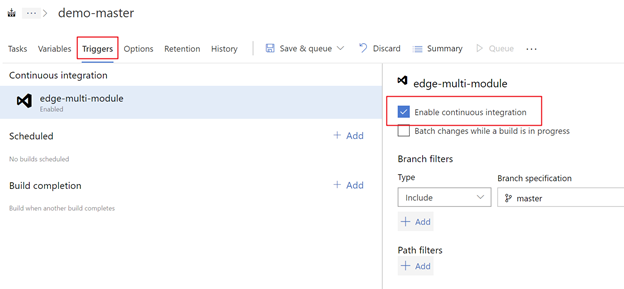 ··· > demo-master
Tasks Variables Triggers Options Retention History Save & queue Discard Summary Queue ···
Continuous integration
edge-multi-module
Enabled
Scheduled + Add
No builds scheduled
Build completion + Add
Build when another build completes
edge-multi-module
Enable continuous integration
Batch changes while a build is in progress
Branch filters
Type Branch specification
Include master
+ Add
Path filters
+ Add